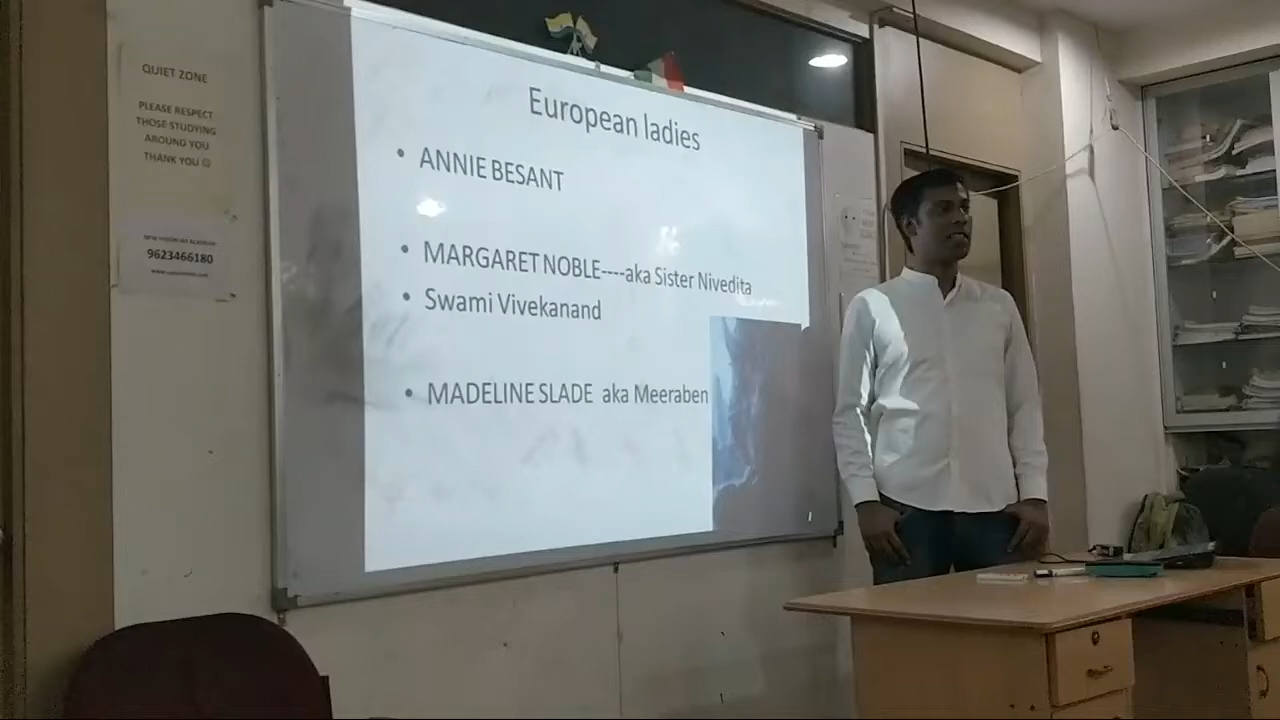 QUIET ZONE
PLEASE RESPECT
THOSE STUDYING
AROUND YOU
THANK YOU ☺
9623466180
European ladies
• ANNIE BESANT
• MARGARET NOBLE----aka Sister Nivedita
• Swami Vivekanand
• MADELINE SLADE aka Meeraben